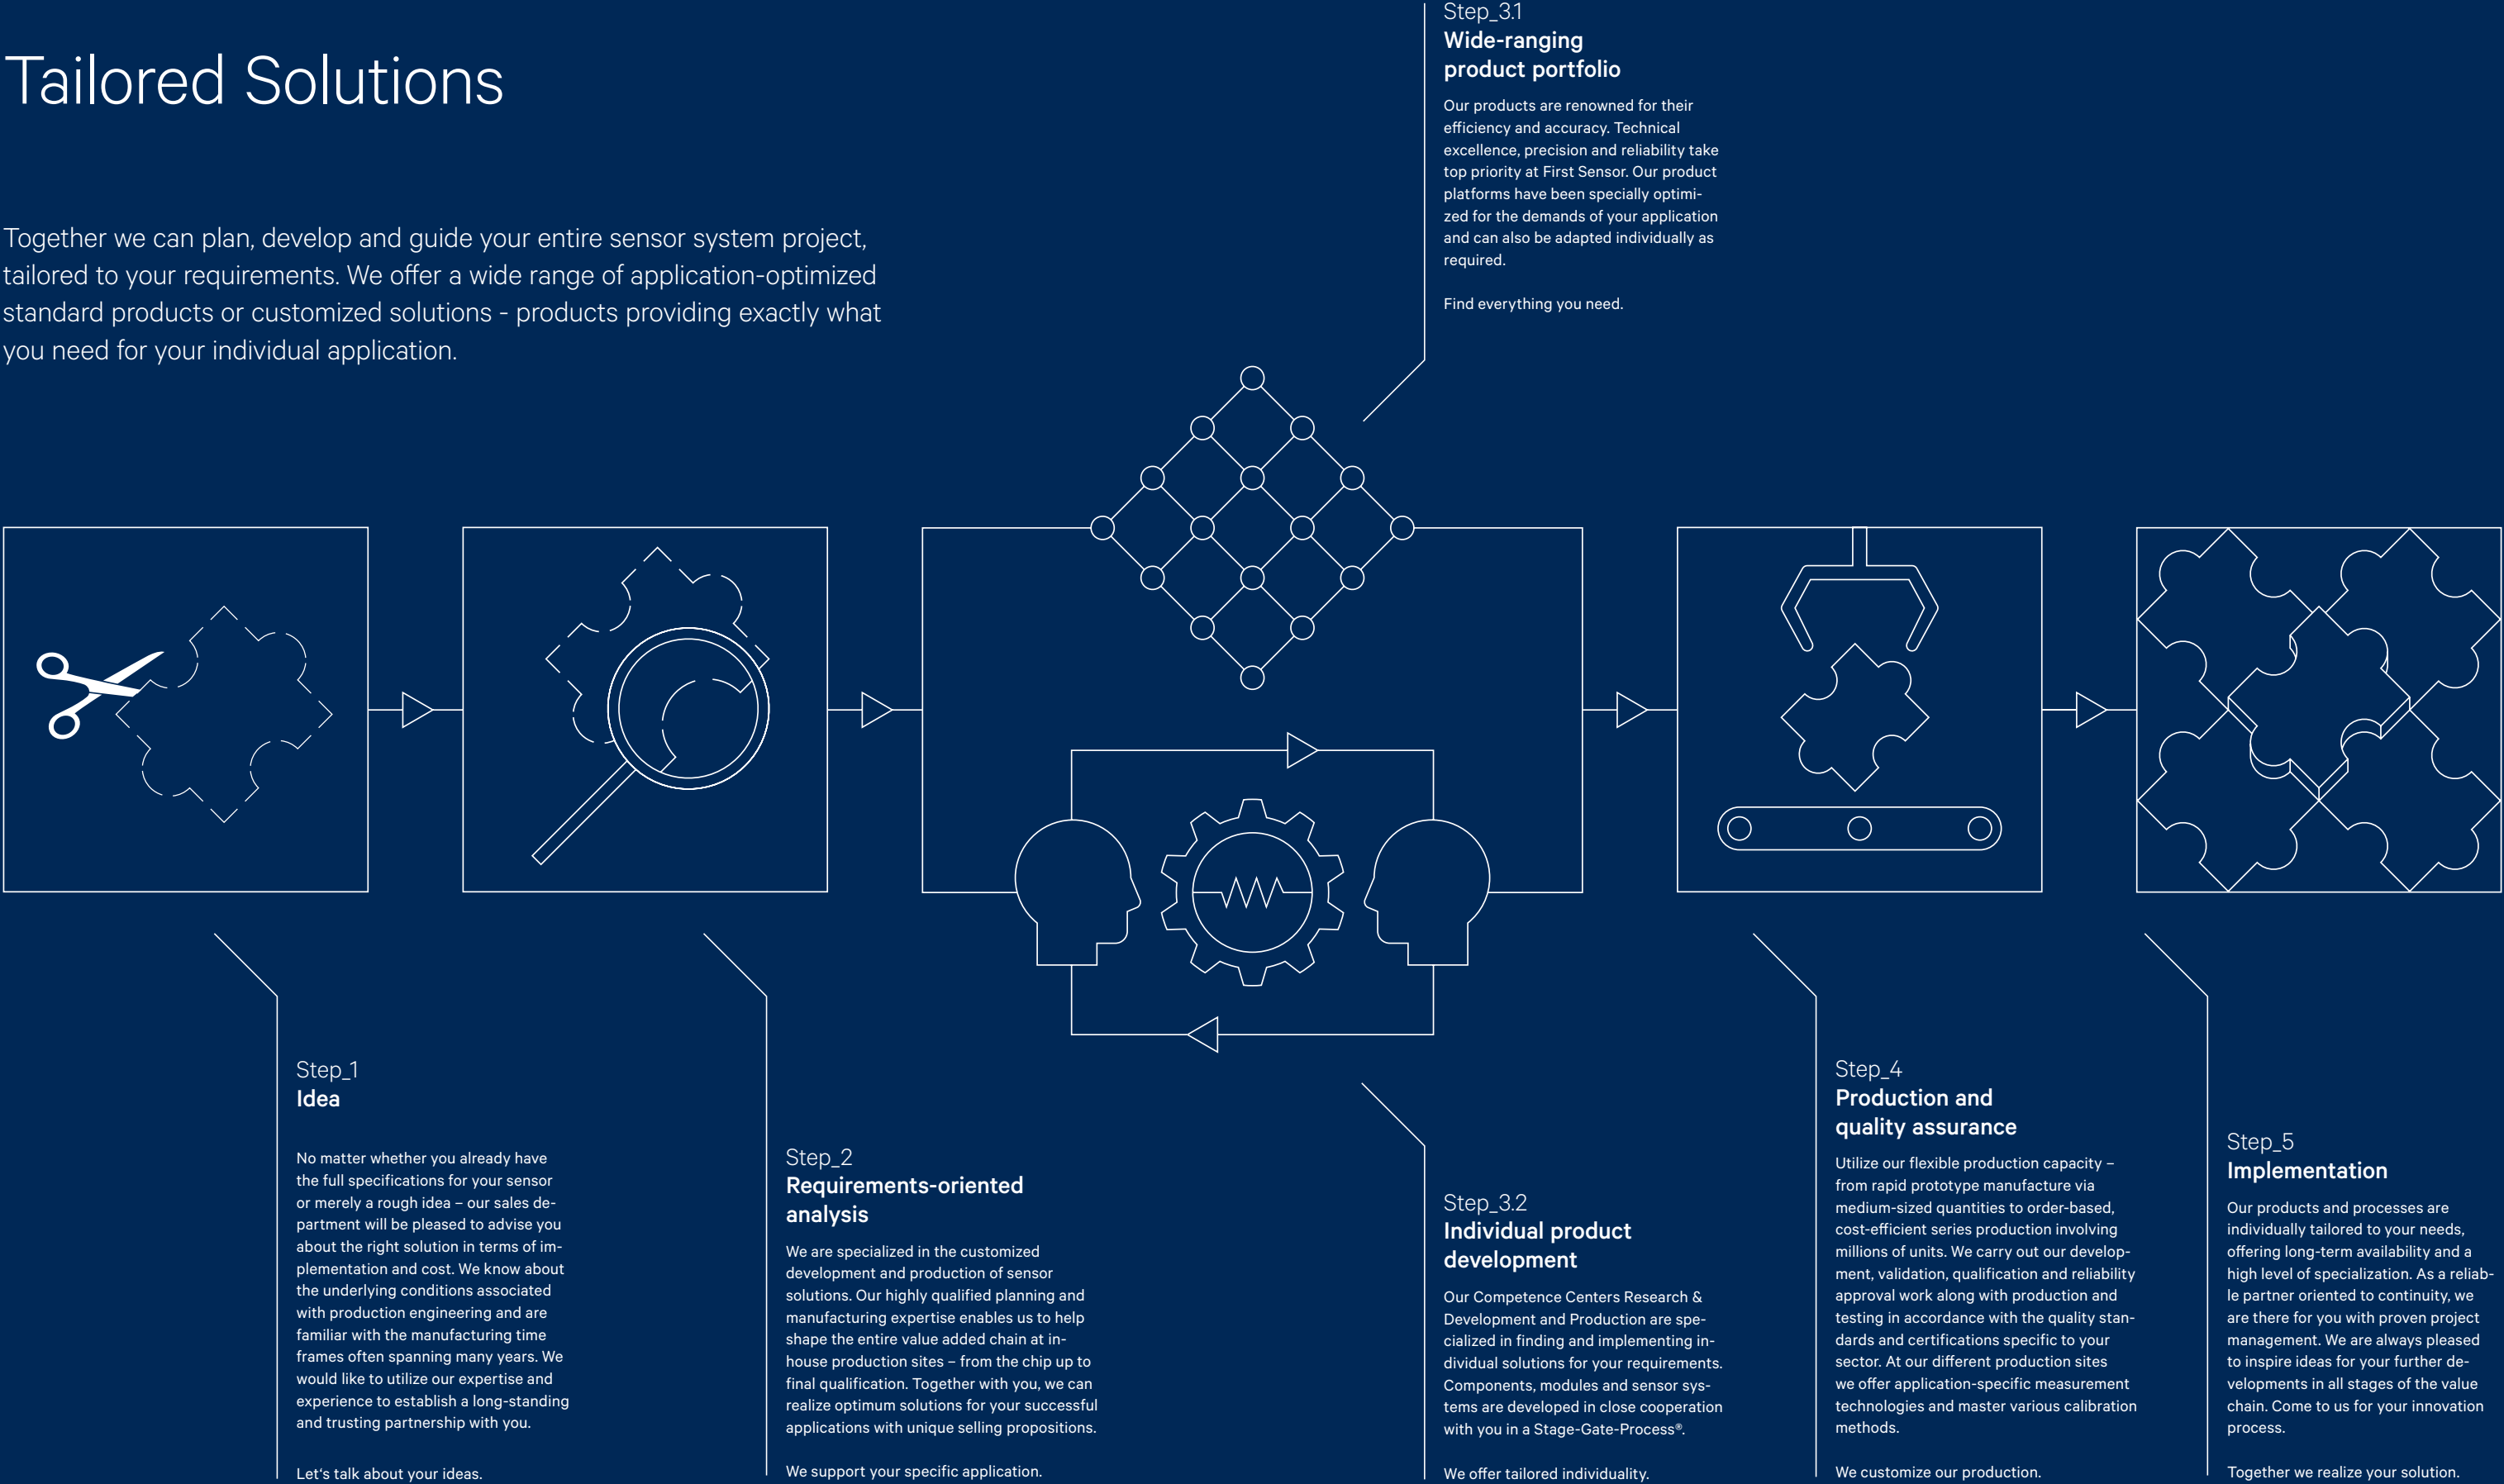 Tailored Solutions
Together we can plan, develop and guide your entire sensor system project,
tailored to your requirements. We offer a wide range of application-optimized
standard products or customized solutions - products providing exactly what
you need for your individual application.
Step_3.1
Wide-ranging
product portfolio
Our products are renowned for their
efficiency and accuracy. Technical
excellence, precision and reliability take
top priority at First Sensor. Our product
platforms have been specially optimi-
zed for the demands of your application
and can also be adapted individually as
required.
Find everything you need.
Step_1
Idea
No matter whether you already have
the full specifications for your sensor
or merely a rough idea – our sales de-
partment will be pleased to advise you
about the right solution in terms of im-
plementation and cost. We know about
the underlying conditions associated
with production engineering and are
familiar with the manufacturing time
frames often spanning many years. We
would like to utilize our expertise and
experience to establish a long-standing
and trusting partnership with you.
Let's talk about your ideas.
Step_2
Requirements-oriented
analysis
We are specialized in the customized
development and production of sensor
solutions. Our highly qualified planning and
manufacturing expertise enables us to help
shape the entire value added chain at in-
house production sites – from the chip up to
final qualification. Together with you, we can
realize optimum solutions for your successful
applications with unique selling propositions.
We support your specific application.
Step_3.2
Individual product
development
Our Competence Centers Research &
Development and Production are spe-
cialized in finding and implementing in-
dividual solutions for your requirements.
Components, modules and sensor sys-
tems are developed in close cooperation
with you in a Stage-Gate-Process®.
We offer tailored individuality.
Step_4
Production and
quality assurance
Utilize our flexible production capacity –
from rapid prototype manufacture via
medium-sized quantities to order-based,
cost-efficient series production involving
millions of units. We carry out our develop-
ment, validation, qualification and reliability
approval work along with production and
testing in accordance with the quality stan-
dards and certifications specific to your
sector. At our different production sites
we offer application-specific measurement
technologies and master various calibration
methods.
We customize our production.
Step_5
Implementation
Our products and processes are
individually tailored to your needs,
offering long-term availability and a
high level of specialization. As a reliab-
le partner oriented to continuity, we
are there for you with proven project
management. We are always pleased
to inspire ideas for your further de-
velopments in all stages of the value
chain. Come to us for your innovation
process.
Together we realize your solution.